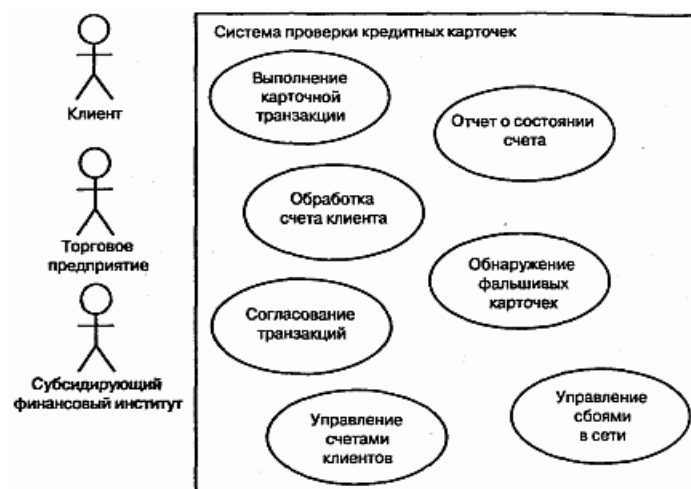 Система проверки кредитных карточек
Клиент
Выполнение
карточной
транзакции
Отчет о состоянии
счета
Торговое
предприятие
Обработка
счета клиента
Обнаружение
фальшивых
карточек
Согласование
транзакций
Субсидирующий
финансовый институт
Управление
счетами
клиентов
Управление
сбоями
в сети